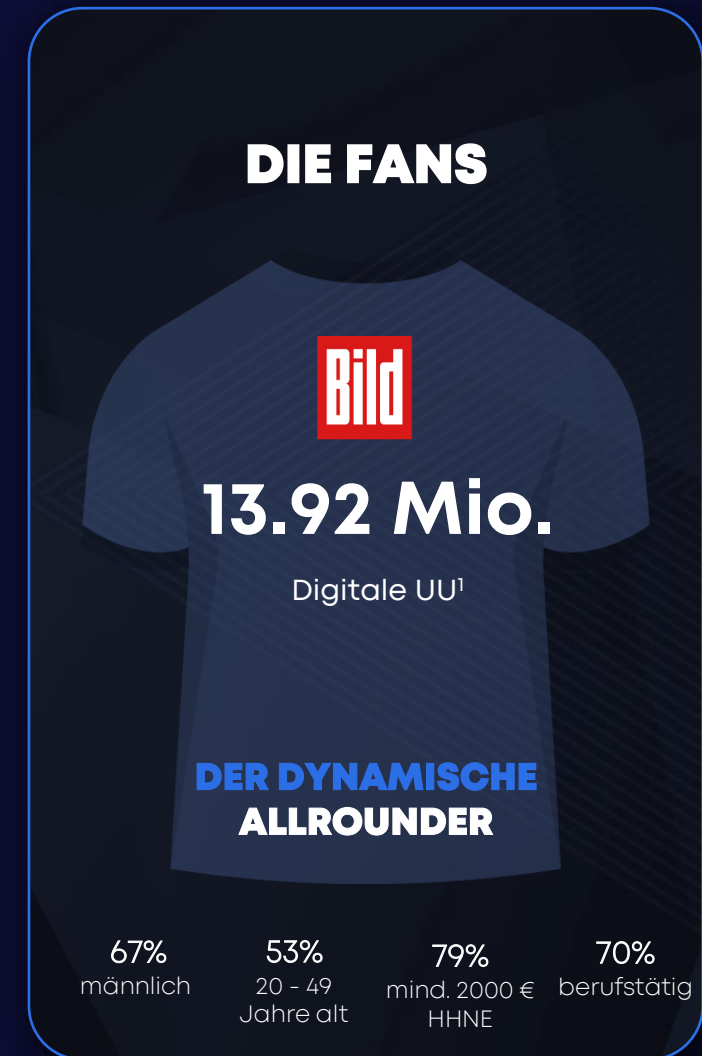 DIE FANS
Bild
13.92 Mio.
Digitale UU¹
DER DYNAMISCHE
ALLROUNDER
67%
männlich
53%
20 - 49
Jahre alt
79%
mind. 2000 €
HHNE
70%
berufstätig